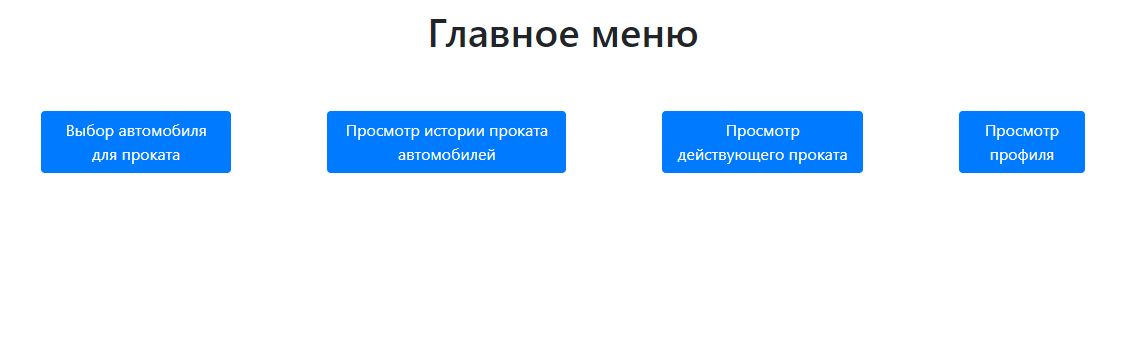 Главное меню
Выбор автомобиля
для проката
Просмотр истории проката
автомобилей
Просмотр
действующего проката
Просмотр
профиля